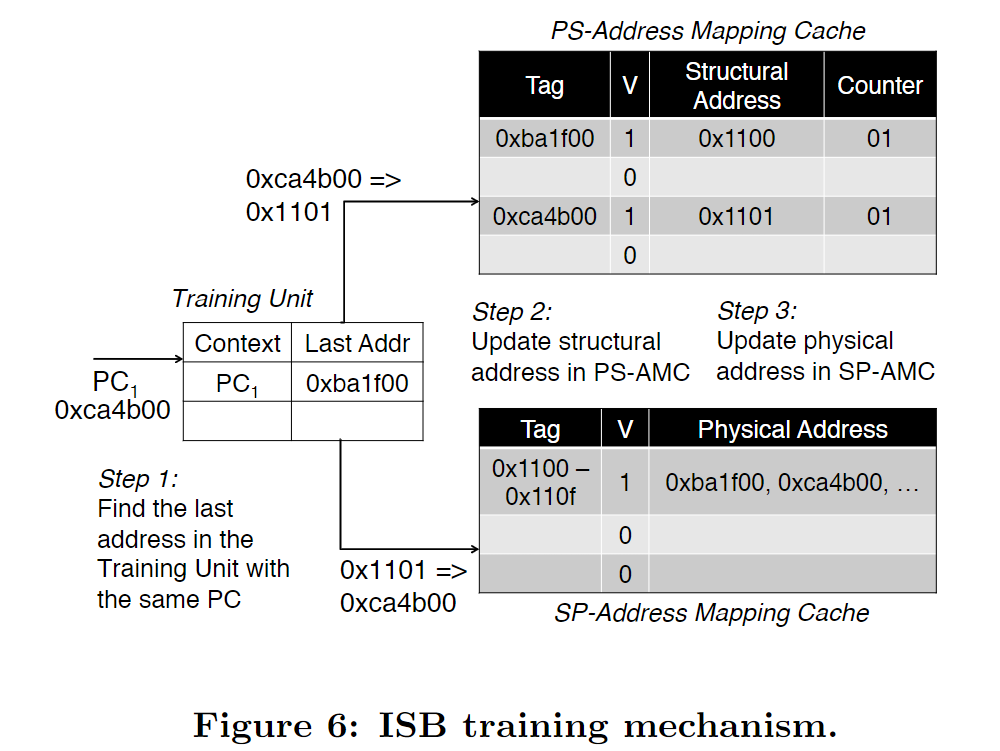 PS-Address Mapping Cache
Tag V Structural Address Counter
0xba1f00 1 0x1100 01
0
0xca4b00 1 0x1101 01
0
0xca4b00 =>
0x1101
Training Unit
Context Last Addr
PC1 0xba1f00
PC1
0xca4b00
Step 1:
Find the last
address in the
Training Unit with
the same PC
Step 2:
Update structural
address in PS-AMC
Step 3:
Update physical
address in SP-AMC
Tag V Physical Address
0x1100 –
0x110f 1 0xba1f00, 0xca4b00, …
0
0
0x1101 =>
0xca4b00
SP-Address Mapping Cache
Figure 6: ISB training mechanism.